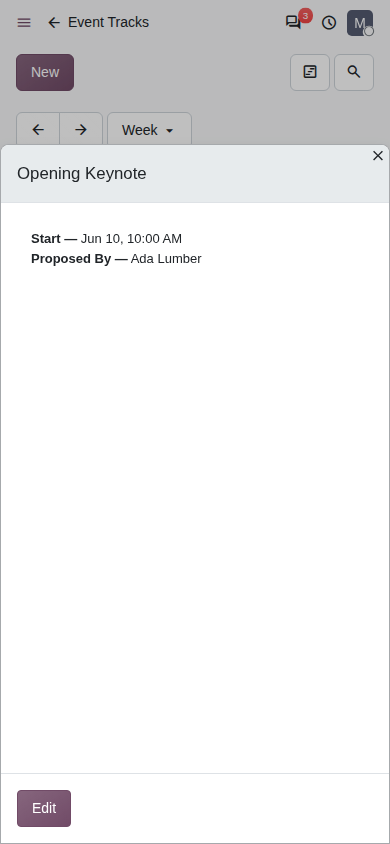 Event Tracks
3
M
New
Week
Opening Keynote
Start — Jun 10, 10:00 AM
Proposed By — Ada Lumber
Edit